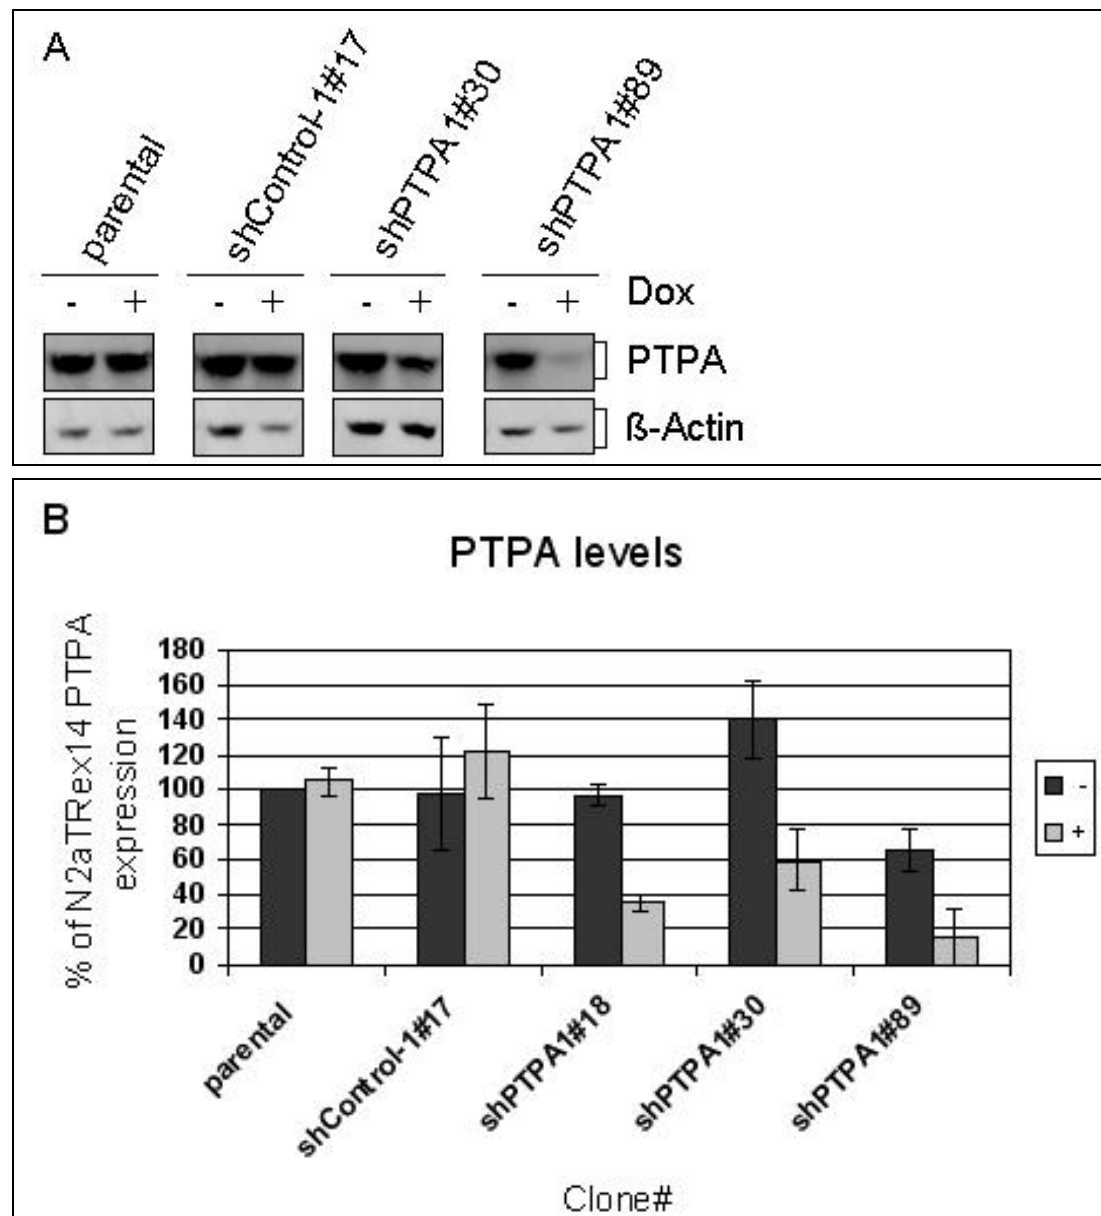 A
parental
shControl-1#17
shPTPA1#30
shPTPA1#89
- + - + - + - + Dox
PTPA
ß-Actin
B
PTPA levels
% of N2aTRex14 PTPA
expression
180
160
140
120
100
80
60
40
20
0
-
+
parental
shControl-1#17
shPTPA1#18
shPTPA1#30
shPTPA1#89
Clone#